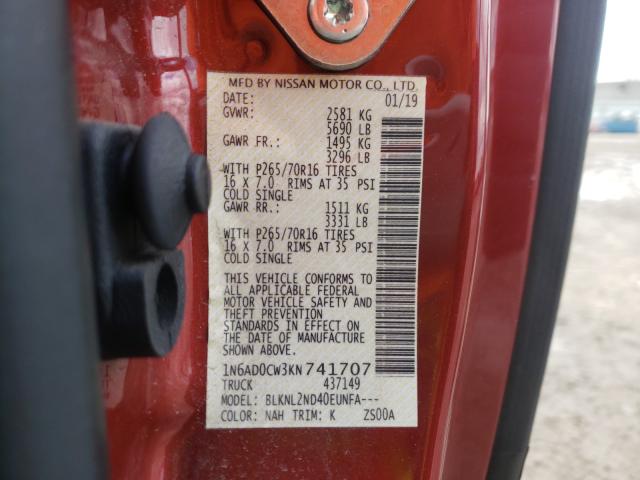 MFD BY NISSAN MOTOR CO., LTD.
DATE: 01/19
GVWR: 2581 KG
5690 LB
GAWR FR.: 1495 KG
3296 LB
WITH P265/70R16 TIRES
16 X 7.0 RIMS AT 35 PSI
COLD SINGLE
GAWR RR.: 1511 KG
3331 LB
WITH P265/70R16 TIRES
16 X 7.0 RIMS AT 35 PSI
COLD SINGLE
THIS VEHICLE CONFORMS TO
ALL APPLICABLE FEDERAL
MOTOR VEHICLE SAFETY AND
THEFT PREVENTION
STANDARDS IN EFFECT ON
THE DATE OF MANUFACTURE
SHOWN ABOVE.
1N6AD0CW3KN 741707
TRUCK 437149
MODEL: BLKNL2ND40EUNFA---
COLOR: NAH TRIM: K ZS00A